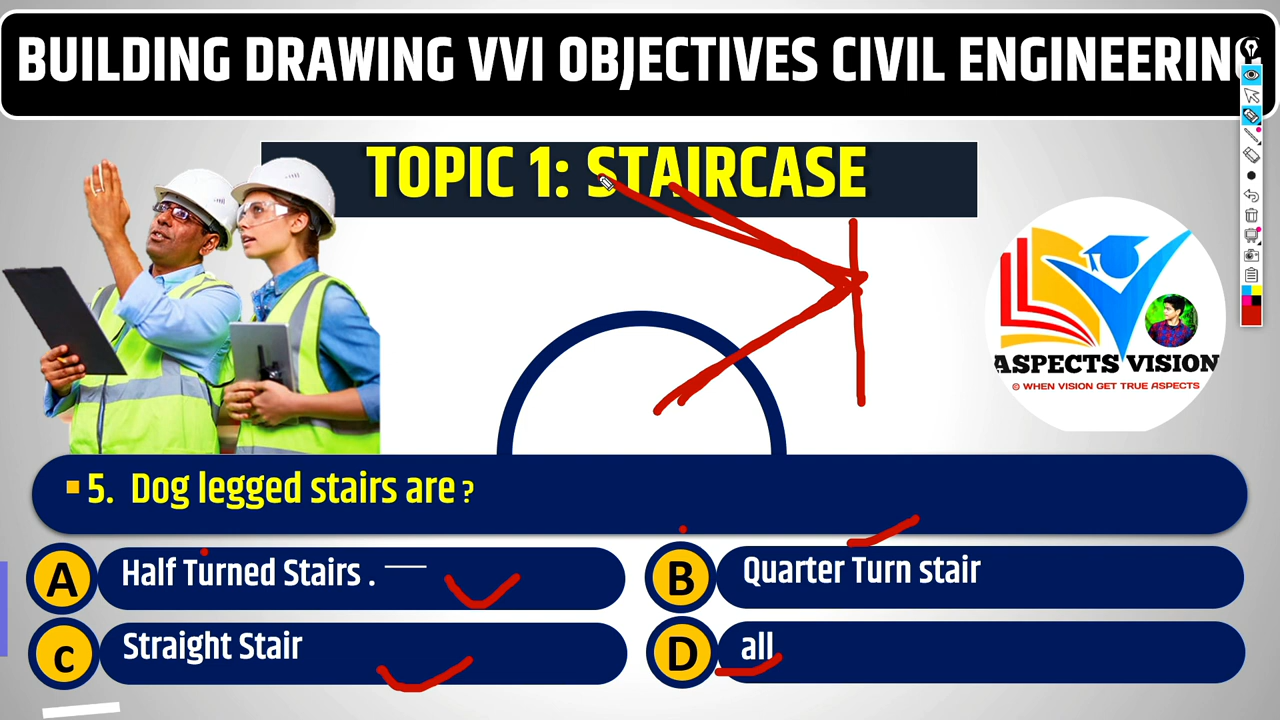 BUILDING DRAWING VVI OBJECTIVES CIVIL ENGINEERING
TOPIC 1: STAIRCASE
ASPECTS VISION
© WHEN VISION GET TRUE ASPECTS
5. Dog legged stairs are ?
A Half Turned Stairs .
B Quarter Turn stair
c Straight Stair
D all